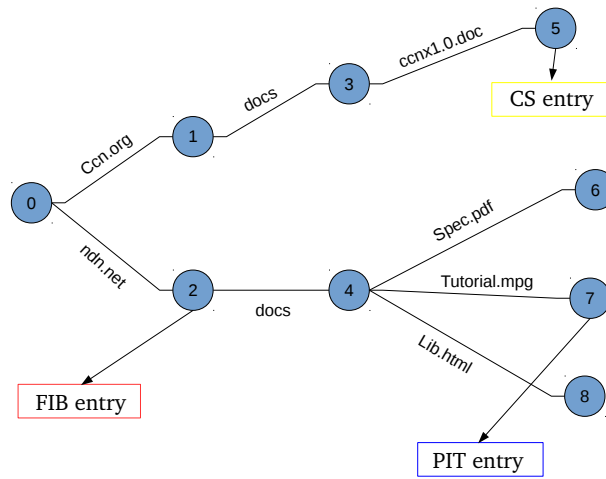 5
ccnx1.0.doc
3
docs
CS entry
1
Ccn.org
6
0
Spec.pdf
ndn.net
2
4
Tutorial.mpg
7
docs
Lib.html
8
FIB entry
PIT entry